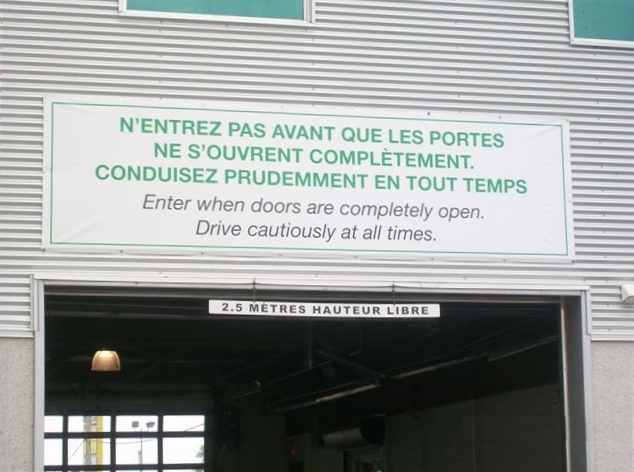 N'ENTREZ PAS AVANT QUE LES PORTES
NE S'OUVRENT COMPLÈTEMENT.
CONDUISEZ PRUDEMMENT EN TOUT TEMPS
Enter when doors are completely open.
Drive cautiously at all times.
2.5 MÈTRES HAUTEUR LIBRE